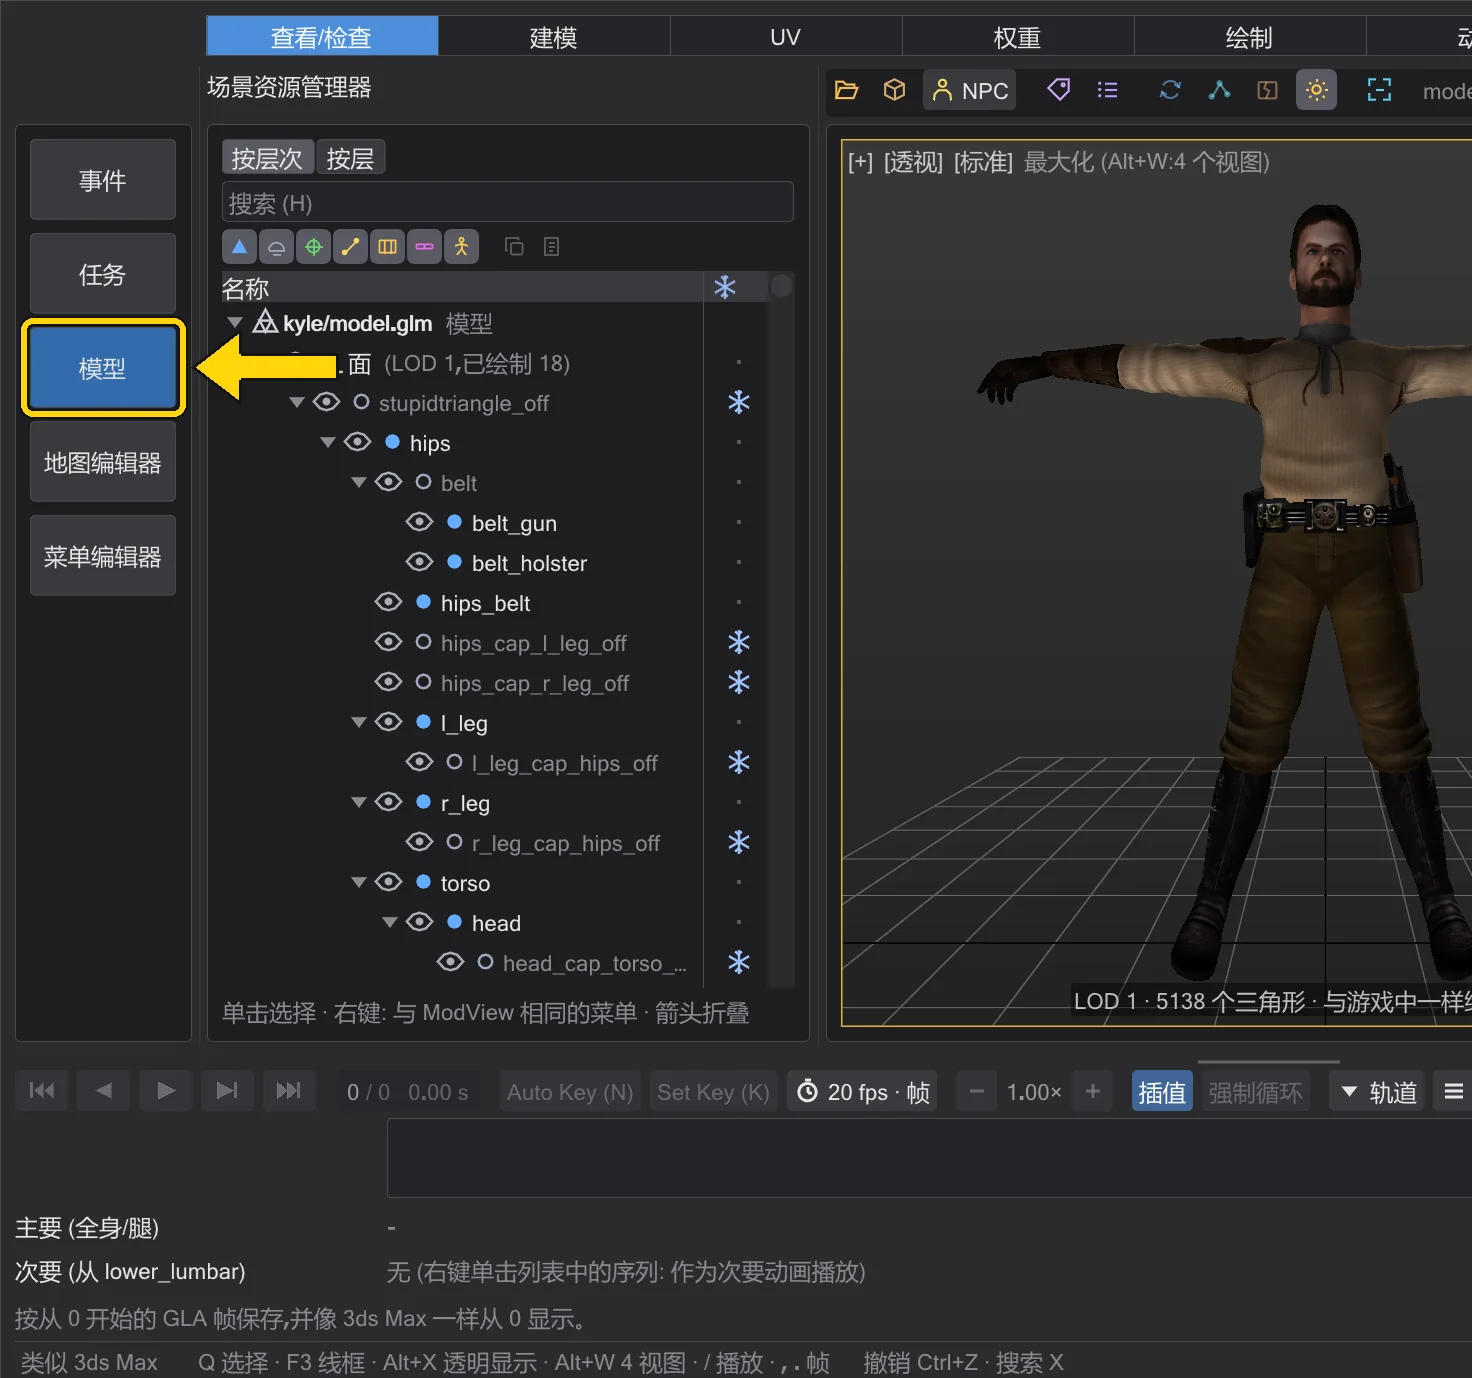 查看/检查 建模 UV 权重 绘制
场景资源管理器
NPC
事件
任务
模型
地图编辑器
菜单编辑器
按层次 按层
搜索 (H)
名称
kyle/model.glm 模型
面 (LOD 1,已绘制 18)
stupidtriangle_off
hips
belt
belt_gun
belt_holster
hips_belt
hips_cap_l_leg_off
hips_cap_r_leg_off
l_leg
l_leg_cap_hips_off
r_leg
r_leg_cap_hips_off
torso
head
head_cap_torso_...
单击选择 · 右键: 与 ModView 相同的菜单 · 箭头折叠
[+] [透视] [标准] 最大化 (Alt+W:4 个视图)
LOD 1 · 5138 个三角形 · 与游戏中一样
0 / 0 0.00 s Auto Key (N) Set Key (K) 20 fps · 帧 − 1.00× + 插值 强制循环 轨道
主要 (全身/腿) -
次要 (从 lower_lumbar) 无 (右键单击列表中的序列: 作为次要动画播放)
按从 0 开始的 GLA 帧保存,并像 3ds Max 一样从 0 显示。
类似 3ds Max Q 选择 · F3 线框 · Alt+X 透明显示 · Alt+W 4 视图 · / 播放 · , . 帧 撤销 Ctrl+Z · 搜索 X